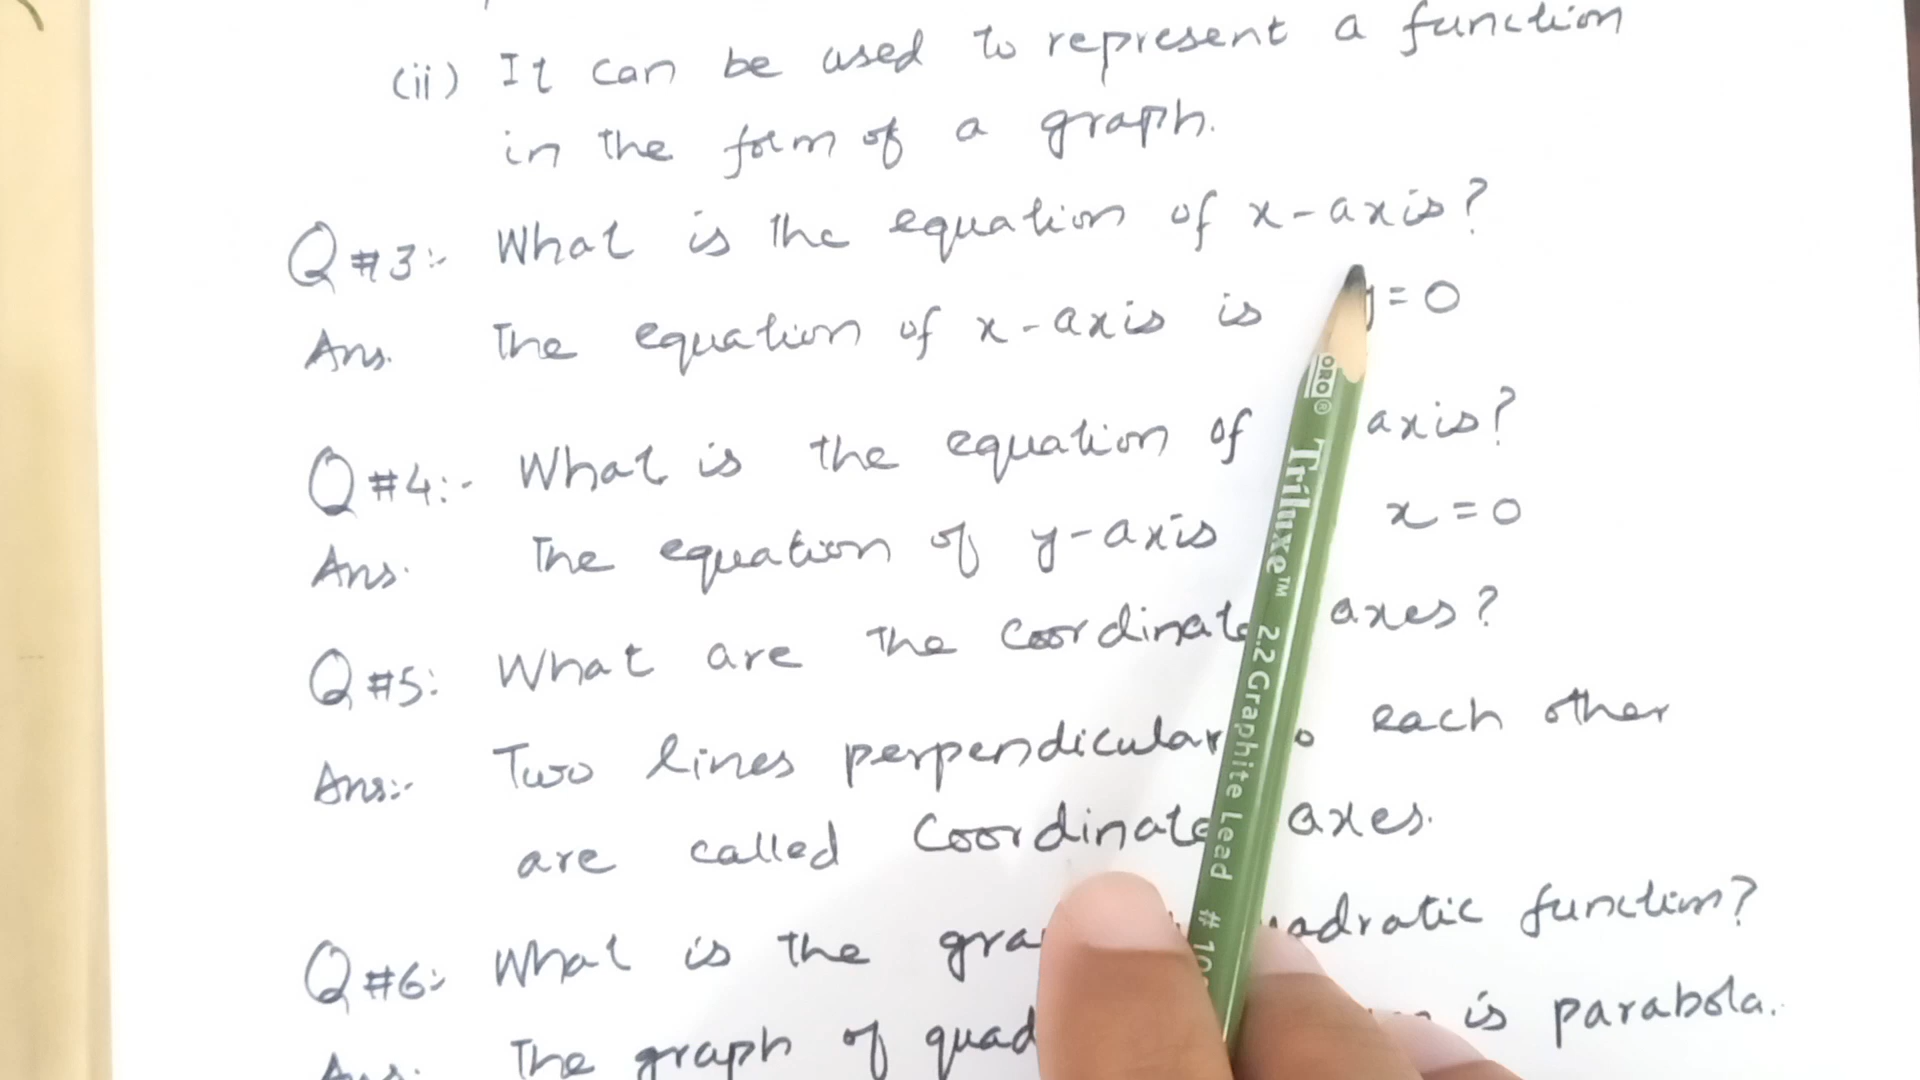 (ii) It can be used to represent a function
in the form of a graph.
Q#3:- What is the equation of x-axis?
Ans. The equation of x-axis is y=0
Q#4:- What is the equation of axis?
Ans. The equation of y-axis x=0
Q#5: What are the coordinate axes?
Ans:- Two lines perpendicular each other
are called Coordinate axes.
Q#6:- What is the function?
Ans. The graph of is parabola.
ORO® Triluxe™ 2.2 Graphite Lead